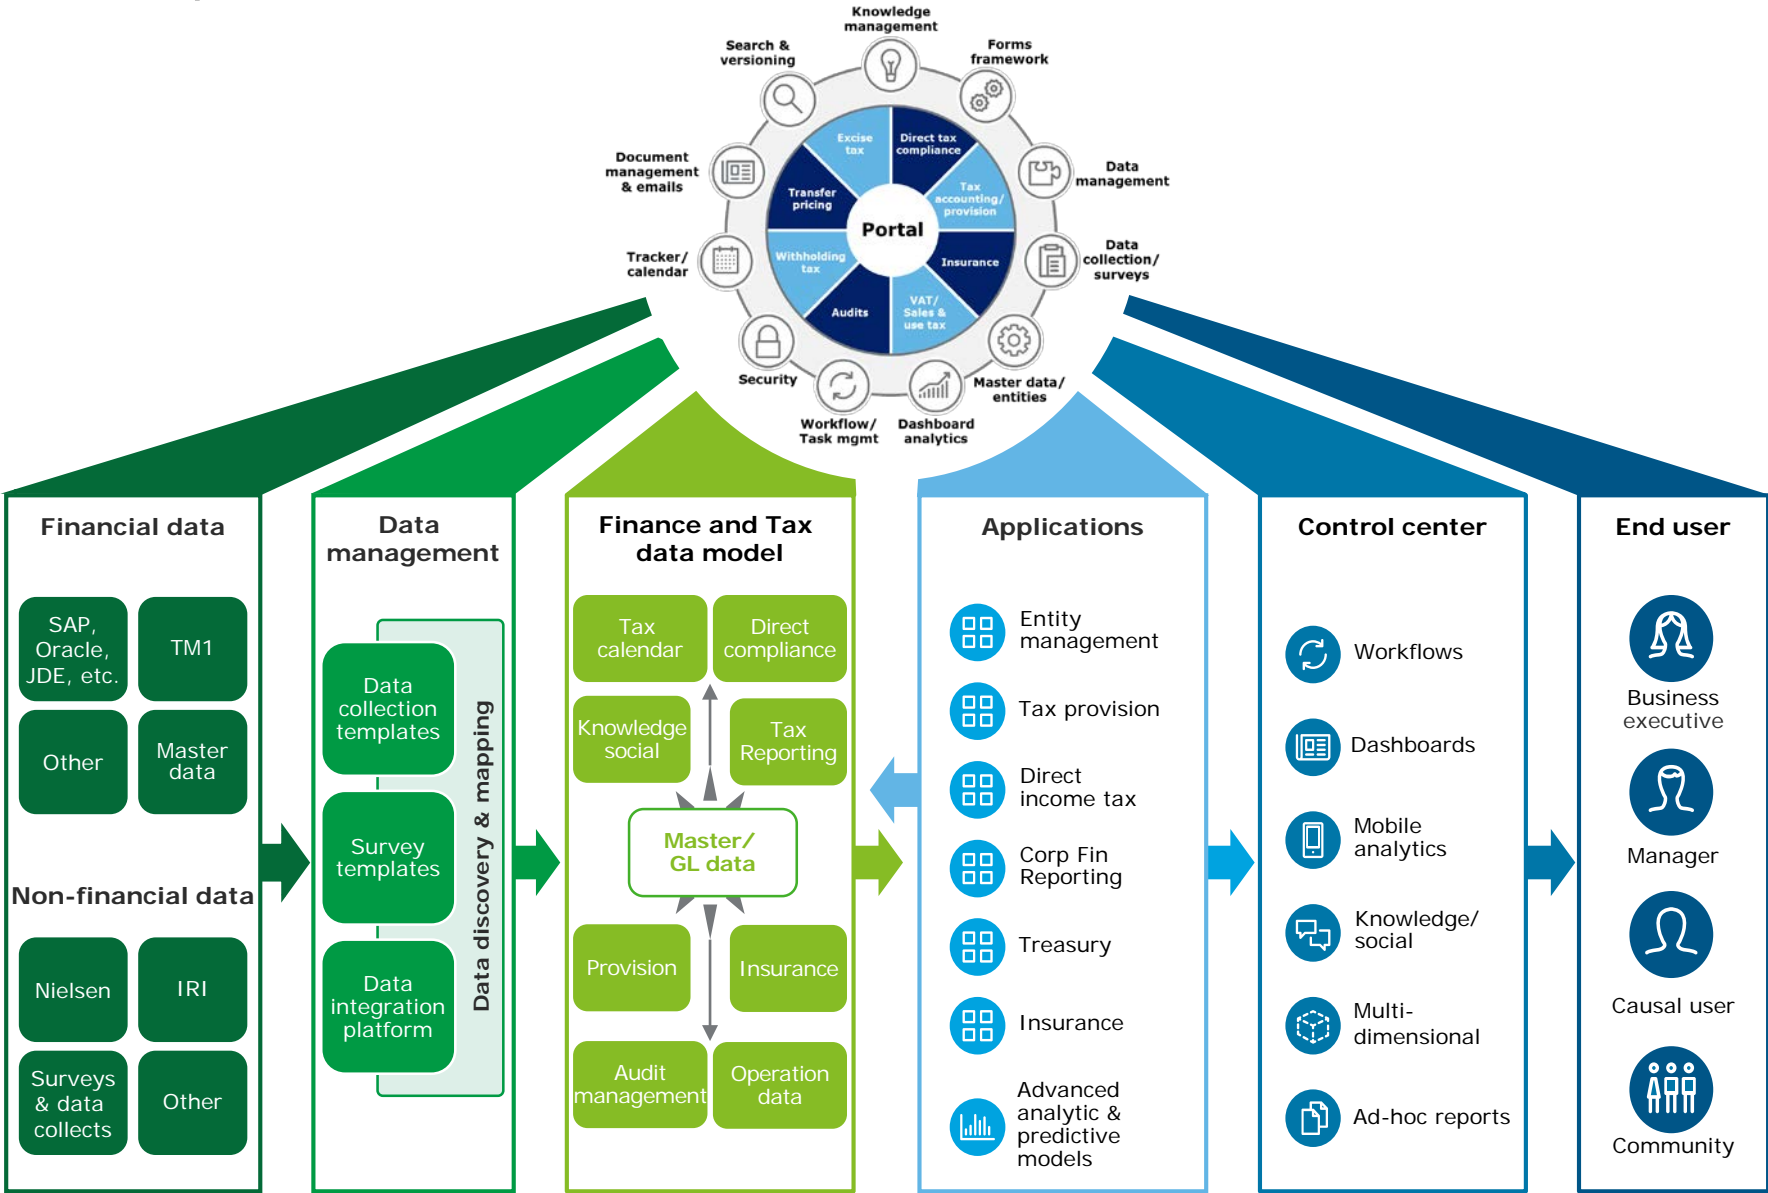 Knowledge
management
Search &
versioning
Forms
framework
Document
management
& emails
Data
management
Tracker/
calendar
Data
collection/
surveys
Security
Master data/
entities
Workflow/
Task mgmt
Dashboard
analytics
Excise
tax
Direct tax
compliance
Transfer
pricing
Tax
accounting/
provision
Portal
Withholding
tax
Insurance
Audits
VAT/
Sales &
use tax
Financial data
SAP,
Oracle,
JDE, etc.
TM1
Other
Master
data
Non-financial data
Nielsen
IRI
Surveys
& data
collects
Other
Data
management
Data
collection
templates
Survey
templates
Data
integration
platform
Data discovery & mapping
Finance and Tax
data model
Tax
calendar
Direct
compliance
Knowledge
social
Tax
Reporting
Master/
GL data
Provision
Insurance
Audit
management
Operation
data
Applications
Entity
management
Tax provision
Direct
income tax
Corp Fin
Reporting
Treasury
Insurance
Advanced
analytic &
predictive
models
Control center
Workflows
Dashboards
Mobile
analytics
Knowledge/
social
Multi-
dimensional
Ad-hoc reports
End user
Business
executive
Manager
Causal user
Community